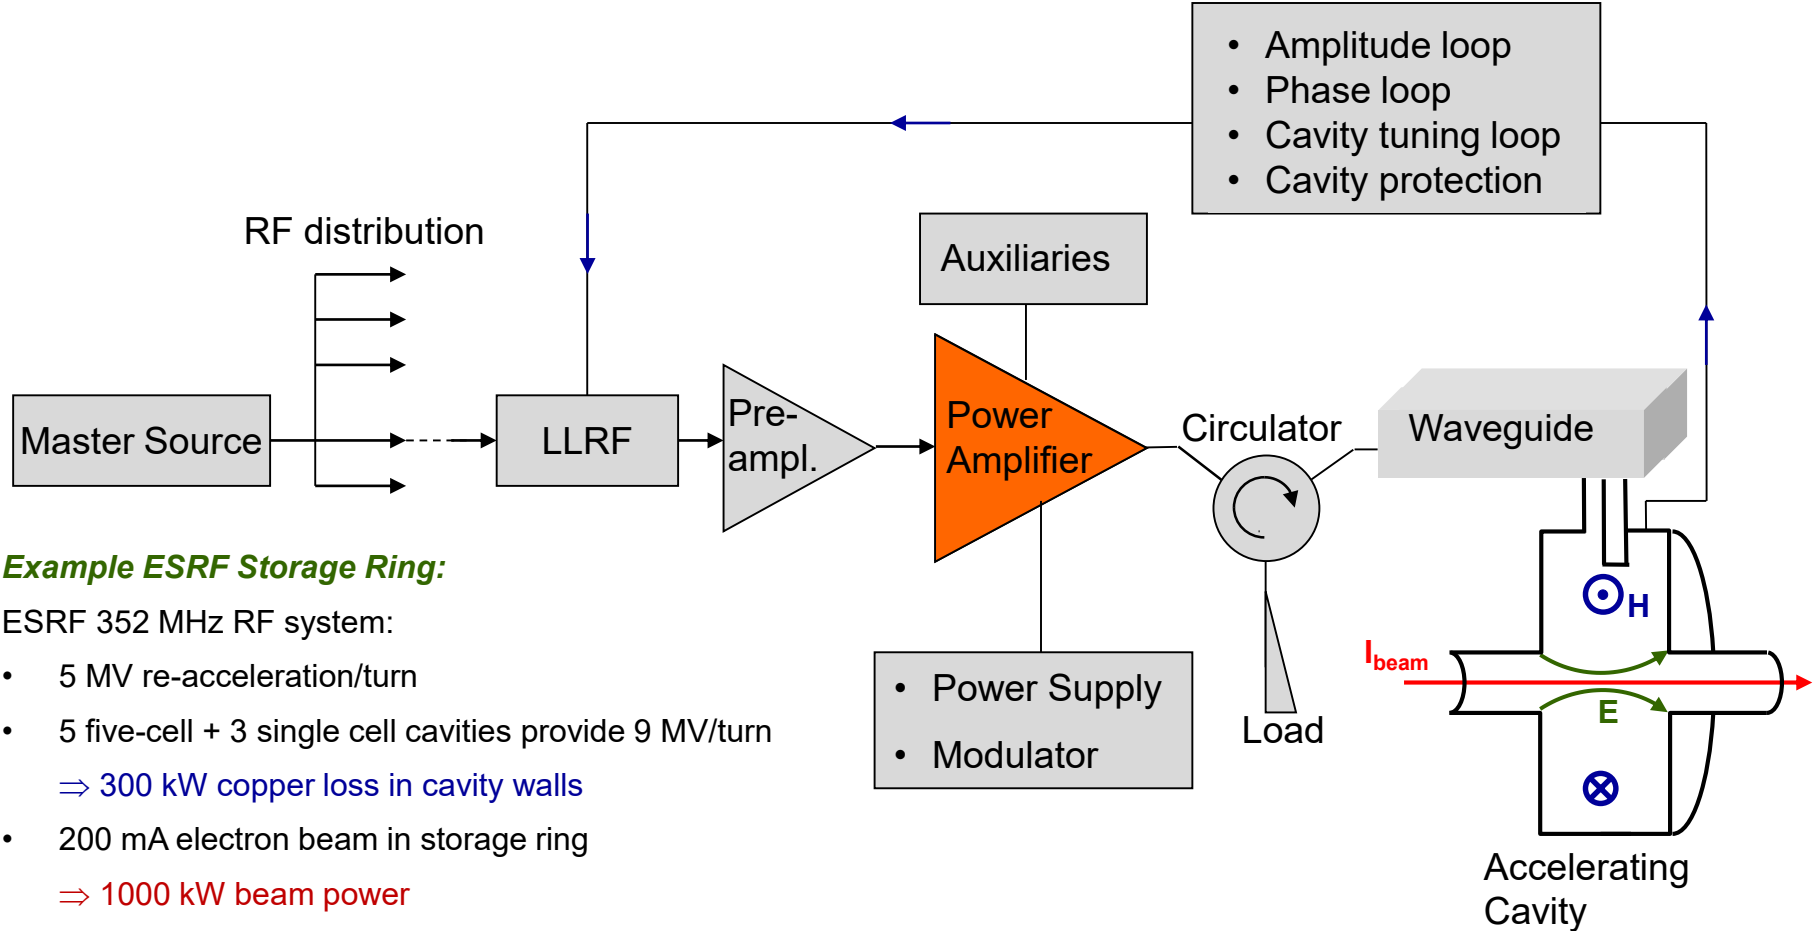 • Amplitude loop
• Phase loop
• Cavity tuning loop
• Cavity protection
RF distribution
Auxiliaries
Master Source
LLRF
Pre-
ampl.
Power
Amplifier
Circulator
Waveguide
Example ESRF Storage Ring:
ESRF 352 MHz RF system:
• 5 MV re-acceleration/turn
• 5 five-cell + 3 single cell cavities provide 9 MV/turn
⇒ 300 kW copper loss in cavity walls
• 200 mA electron beam in storage ring
⇒ 1000 kW beam power
• Power Supply
• Modulator
Load
H
Ibeam
E
Accelerating
Cavity